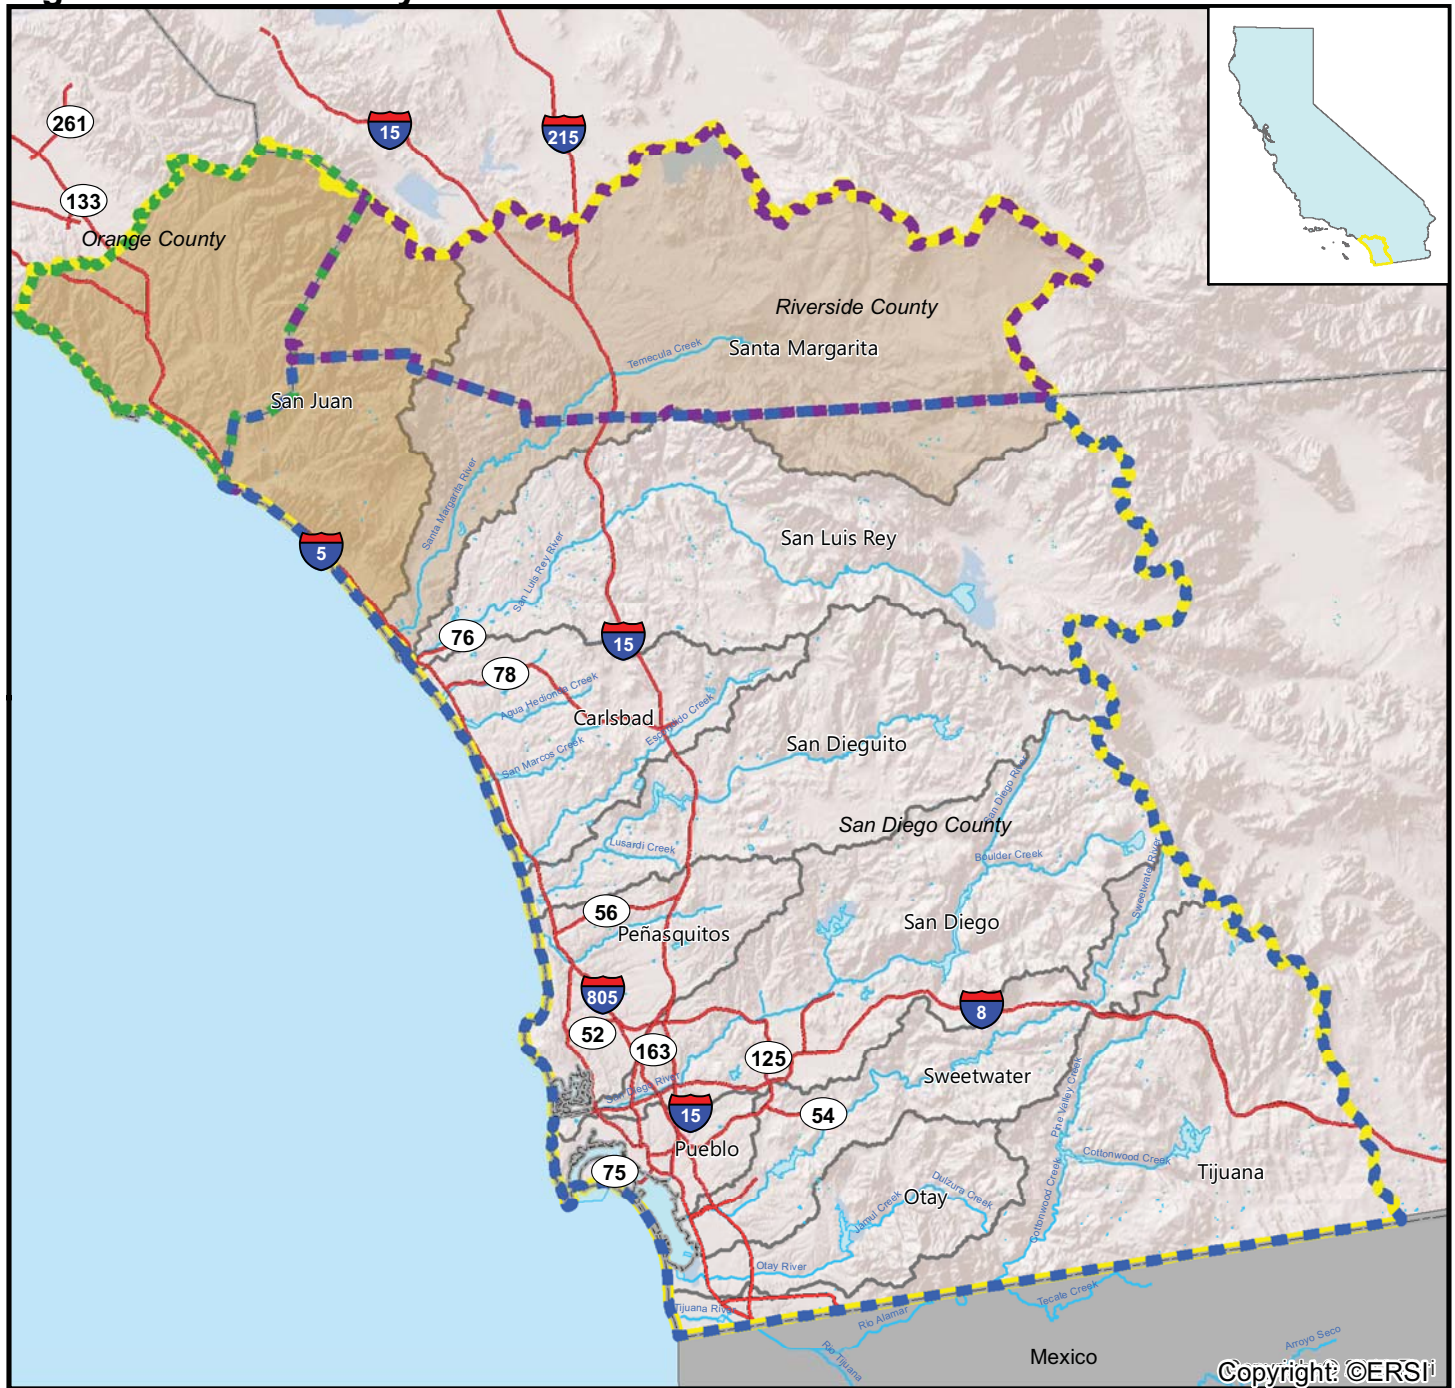 261
15
215
133
Orange County
Riverside County
Temecula Creek
Santa Margarita
San Juan
Santa Margarita River
5
San Luis Rey
San Luis Rey River
76
15
78
Agua Hedionda Creek
Carlsbad
Escondido Creek
San Marcos Creek
San Dieguito
San Diego River
San Diego County
Lusardi Creek
Boulder Creek
Sweetwater River
56
Peñasquitos
San Diego
805
8
52
163
125
Sweetwater
San Diego River
15
54
Pine Valley Creek
Pueblo
75
Cottonwood Creek
Tijuana
Dulzura Creek
Otay
Jamul Creek
Cottonwood Creek
Otay River
Tijuana River
Tecate Creek
Rio Alamar
Rio Tijuana
Arroyo Seco
Mexico
Copyright: ©ERSI